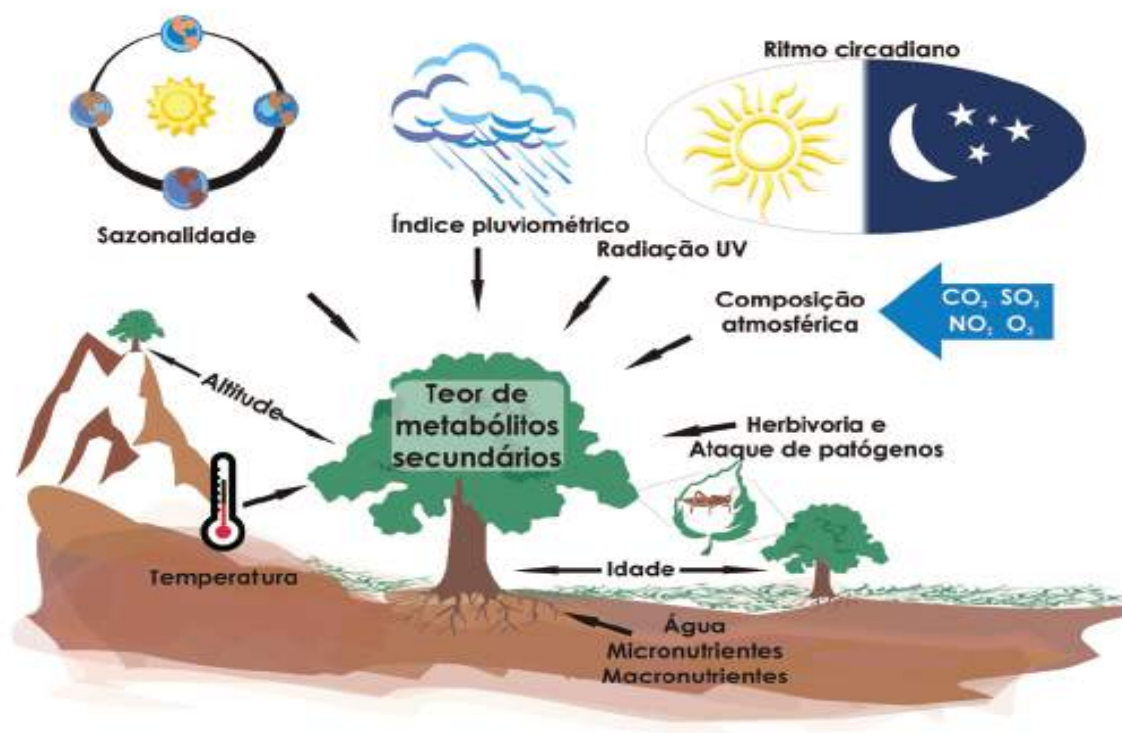 Ritmo circadiano
Sazonalidade
Índice pluviométrico
Radiação UV
Composição
atmosférica
CO₂ SO₂
NO₂ O₃
Altitude
Teor de
metabólitos
secundários
Herbivoria e
Ataque de patógenos
Temperatura
Idade
Água
Micronutrientes
Macronutrientes